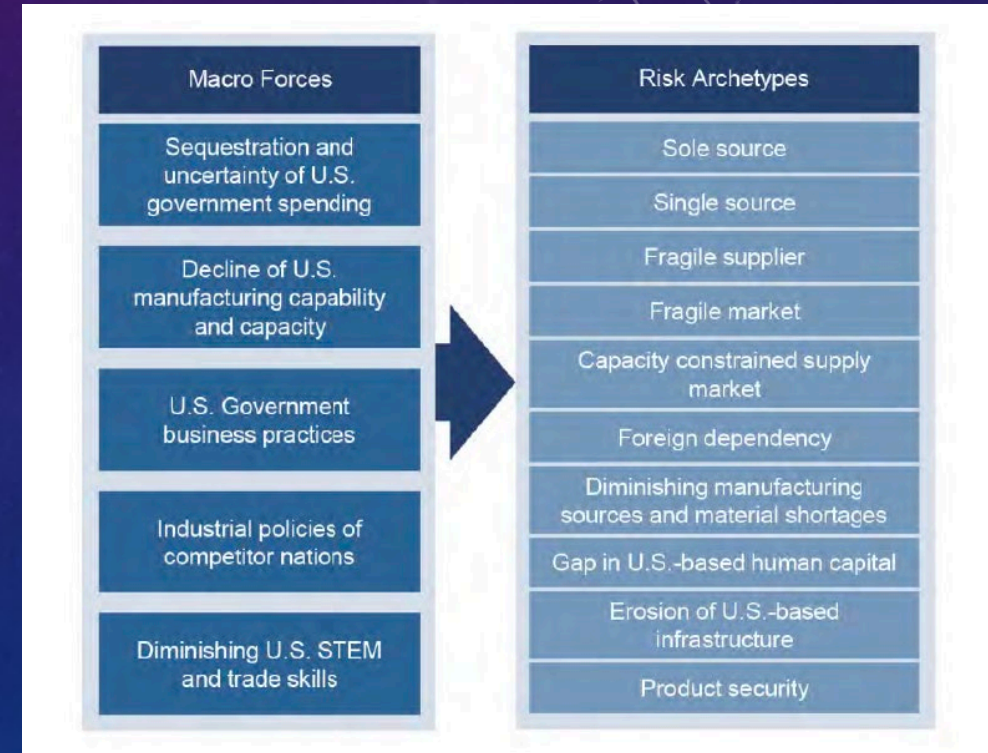 Macro Forces
Sequestration and
uncertainty of U.S.
government spending
Decline of U.S.
manufacturing capability
and capacity
U.S. Government
business practices
Industrial policies of
competitor nations
Diminishing U.S. STEM
and trade skills
Risk Archetypes
Sole source
Single source
Fragile supplier
Fragile market
Capacity constrained supply
market
Foreign dependency
Diminishing manufacturing
sources and material shortages
Gap in U.S.-based human capital
Erosion of U.S.-based
infrastructure
Product security